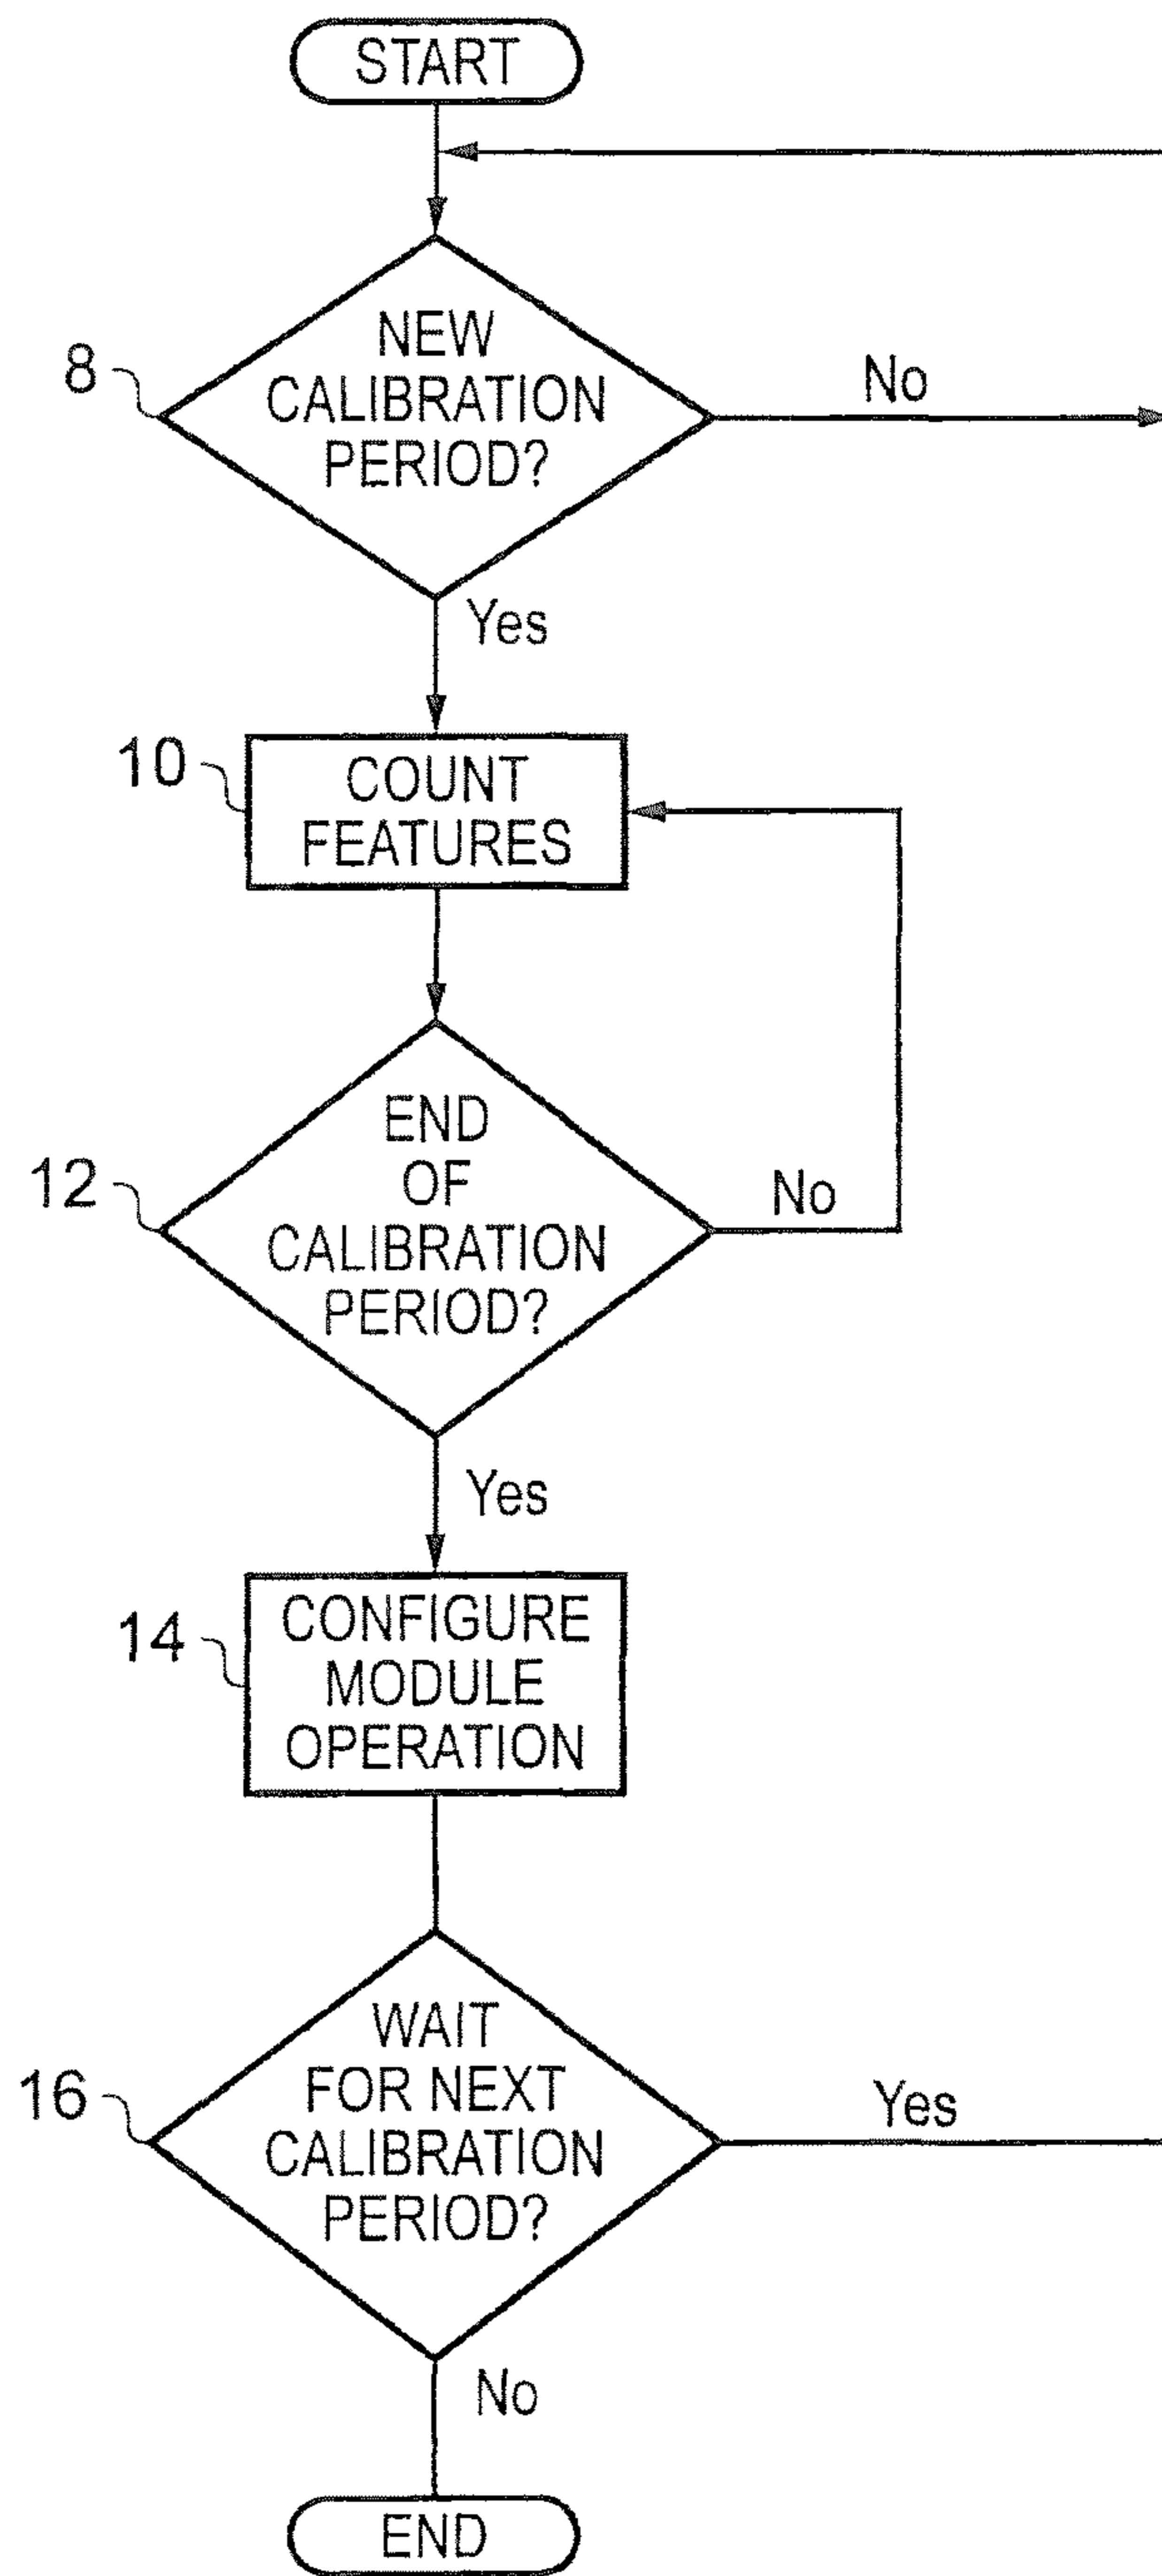 START
8
NEW
CALIBRATION
PERIOD?
No
Yes
10
COUNT
FEATURES
12
END
OF
CALIBRATION
PERIOD?
No
Yes
14
CONFIGURE
MODULE
OPERATION
16
WAIT
FOR NEXT
CALIBRATION
PERIOD?
Yes
No
END